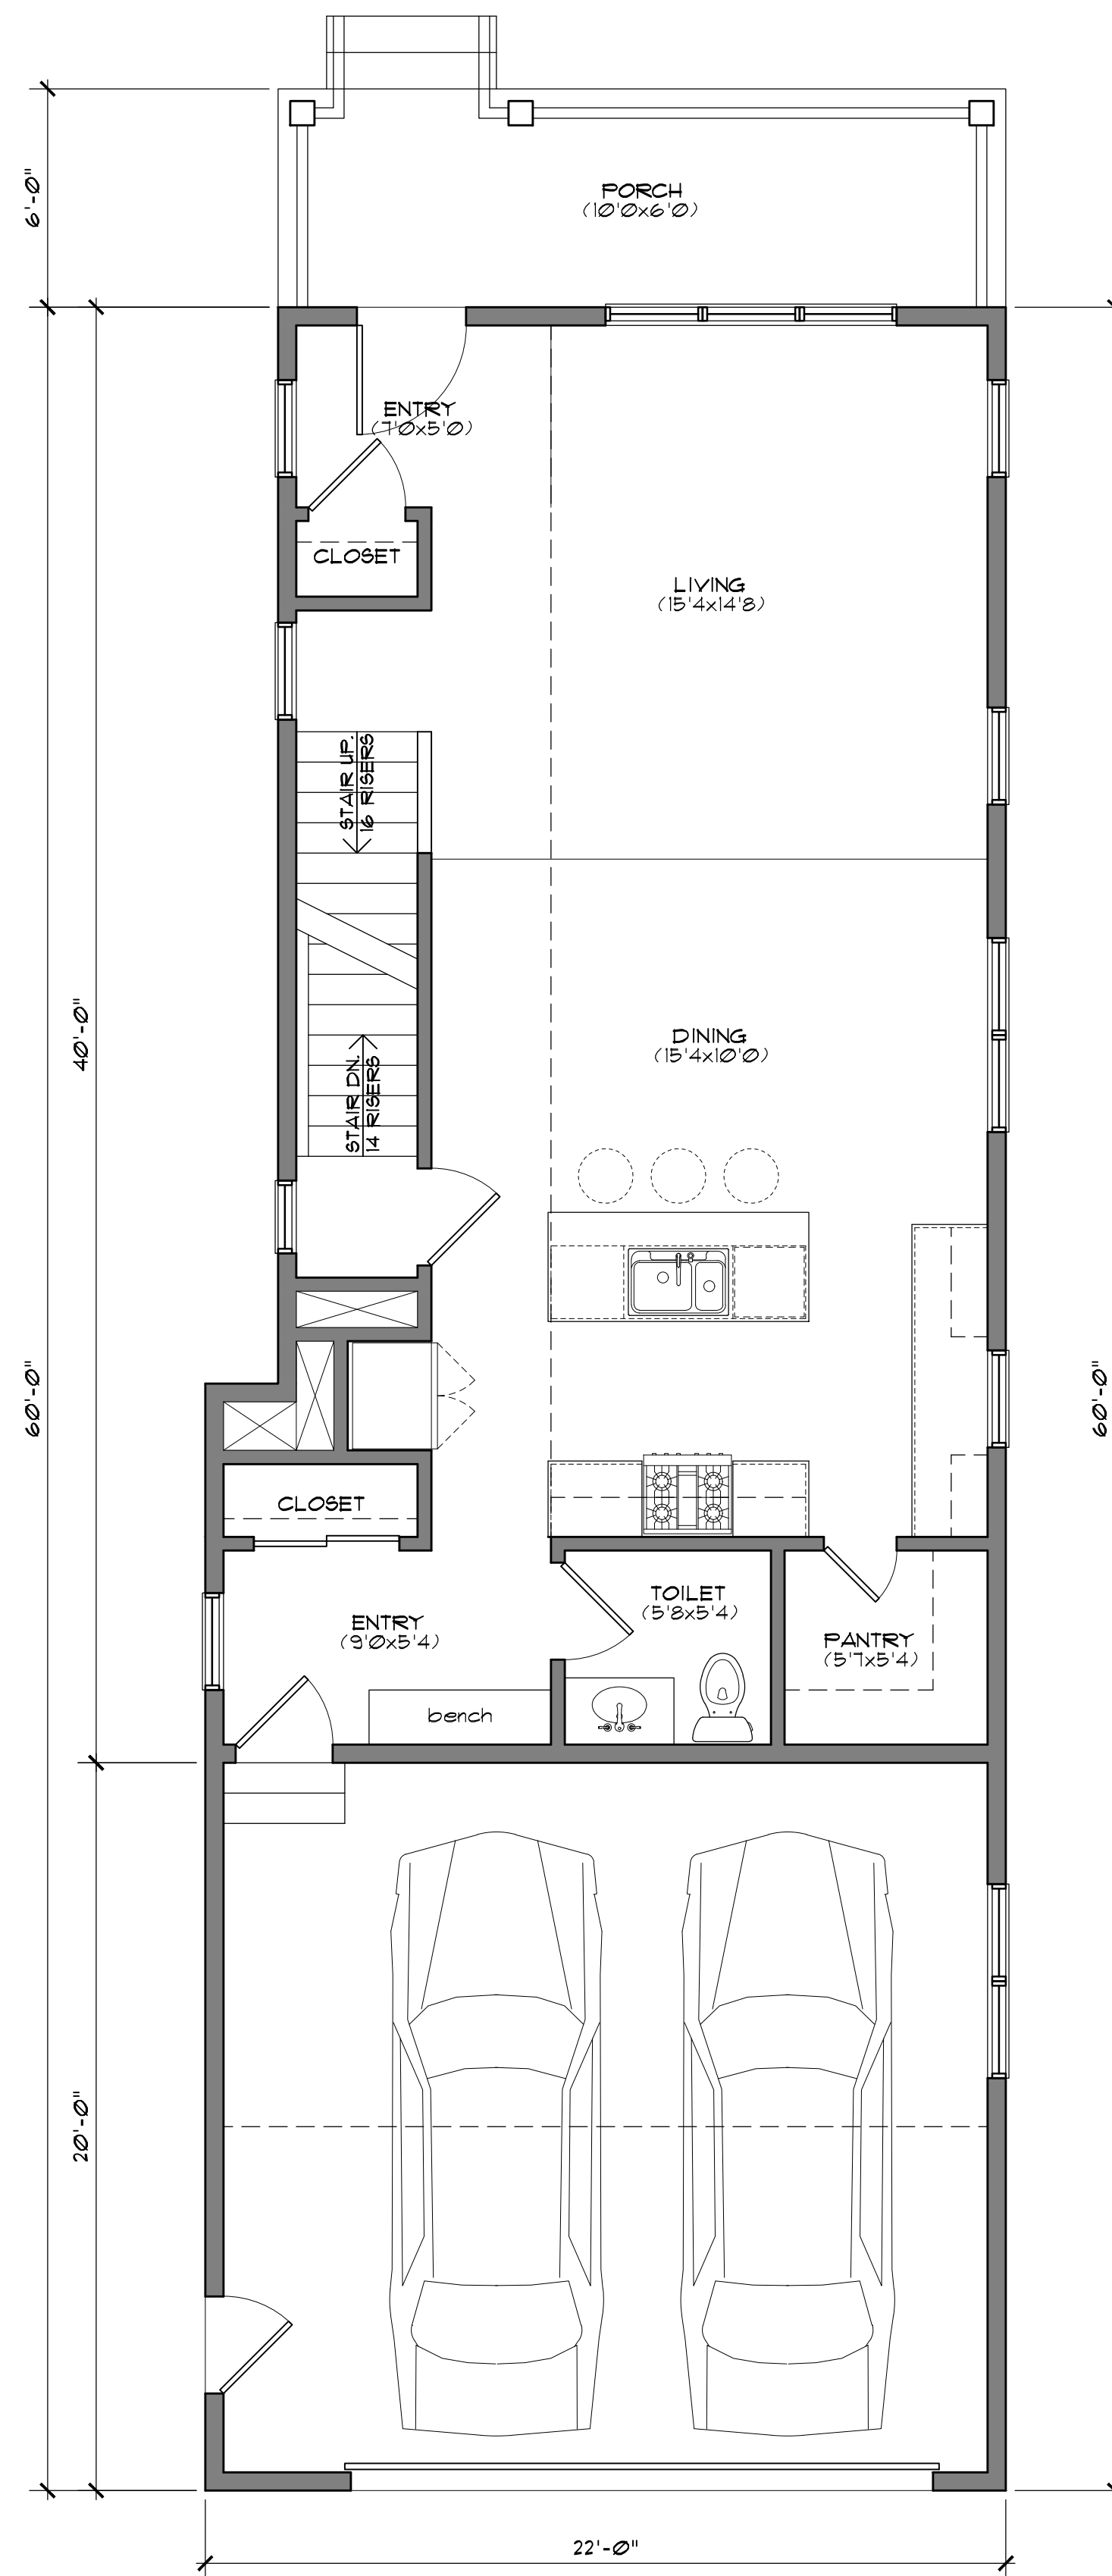 6'-0"
PORCH
(10'0x6'0)
ENTRY
(7'0x5'0)
CLOSET
LIVING
(15'4x14'8)
STAIR UP.
16 RISERS
40'-0"
DINING
(15'4x10'0)
STAIR DN.
14 RISERS
60'-0"
60'-0"
CLOSET
ENTRY
(9'0x5'4)
TOILET
(5'8x5'4)
PANTRY
(5'7x5'4)
bench
20'-0"
22'-0"